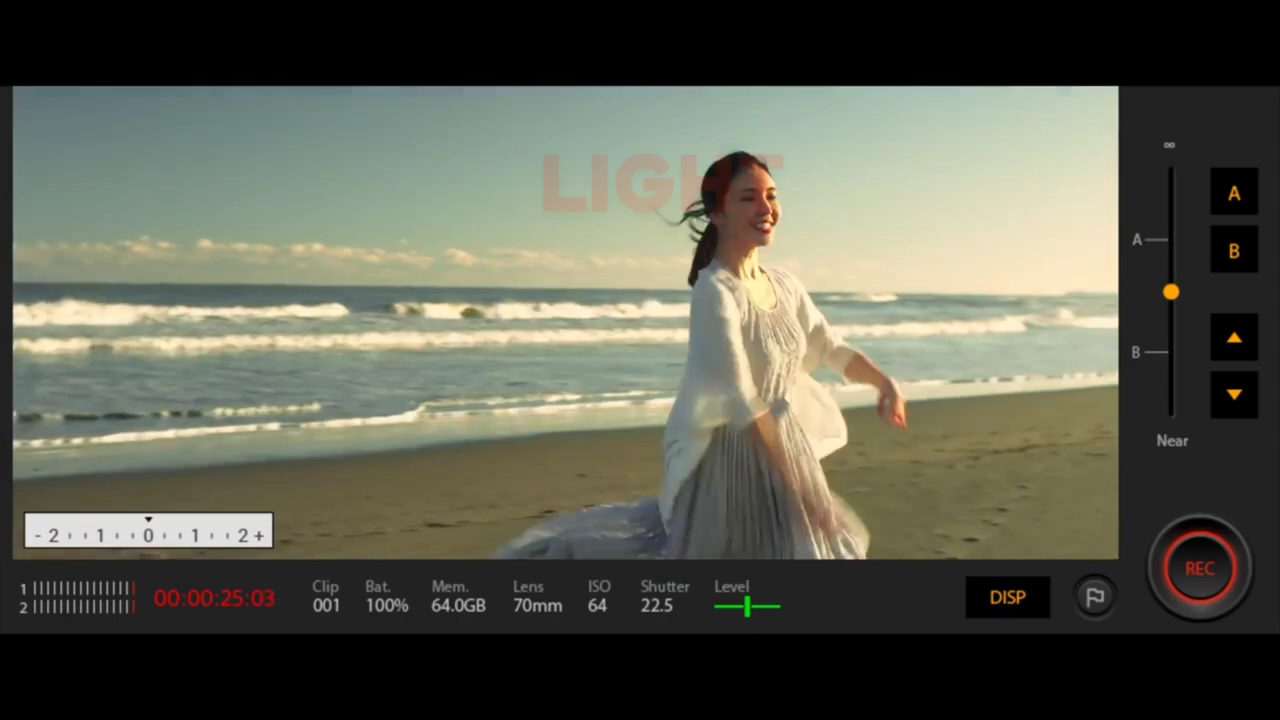 LIGHT
∞
A
A
B
B
Near
- 2 1 0 1 2 +
1
2
00:00:25:03
Clip
001
Bat.
100%
Mem.
64.0GB
Lens
70mm
ISO
64
Shutter
22.5
Level
DISP
REC